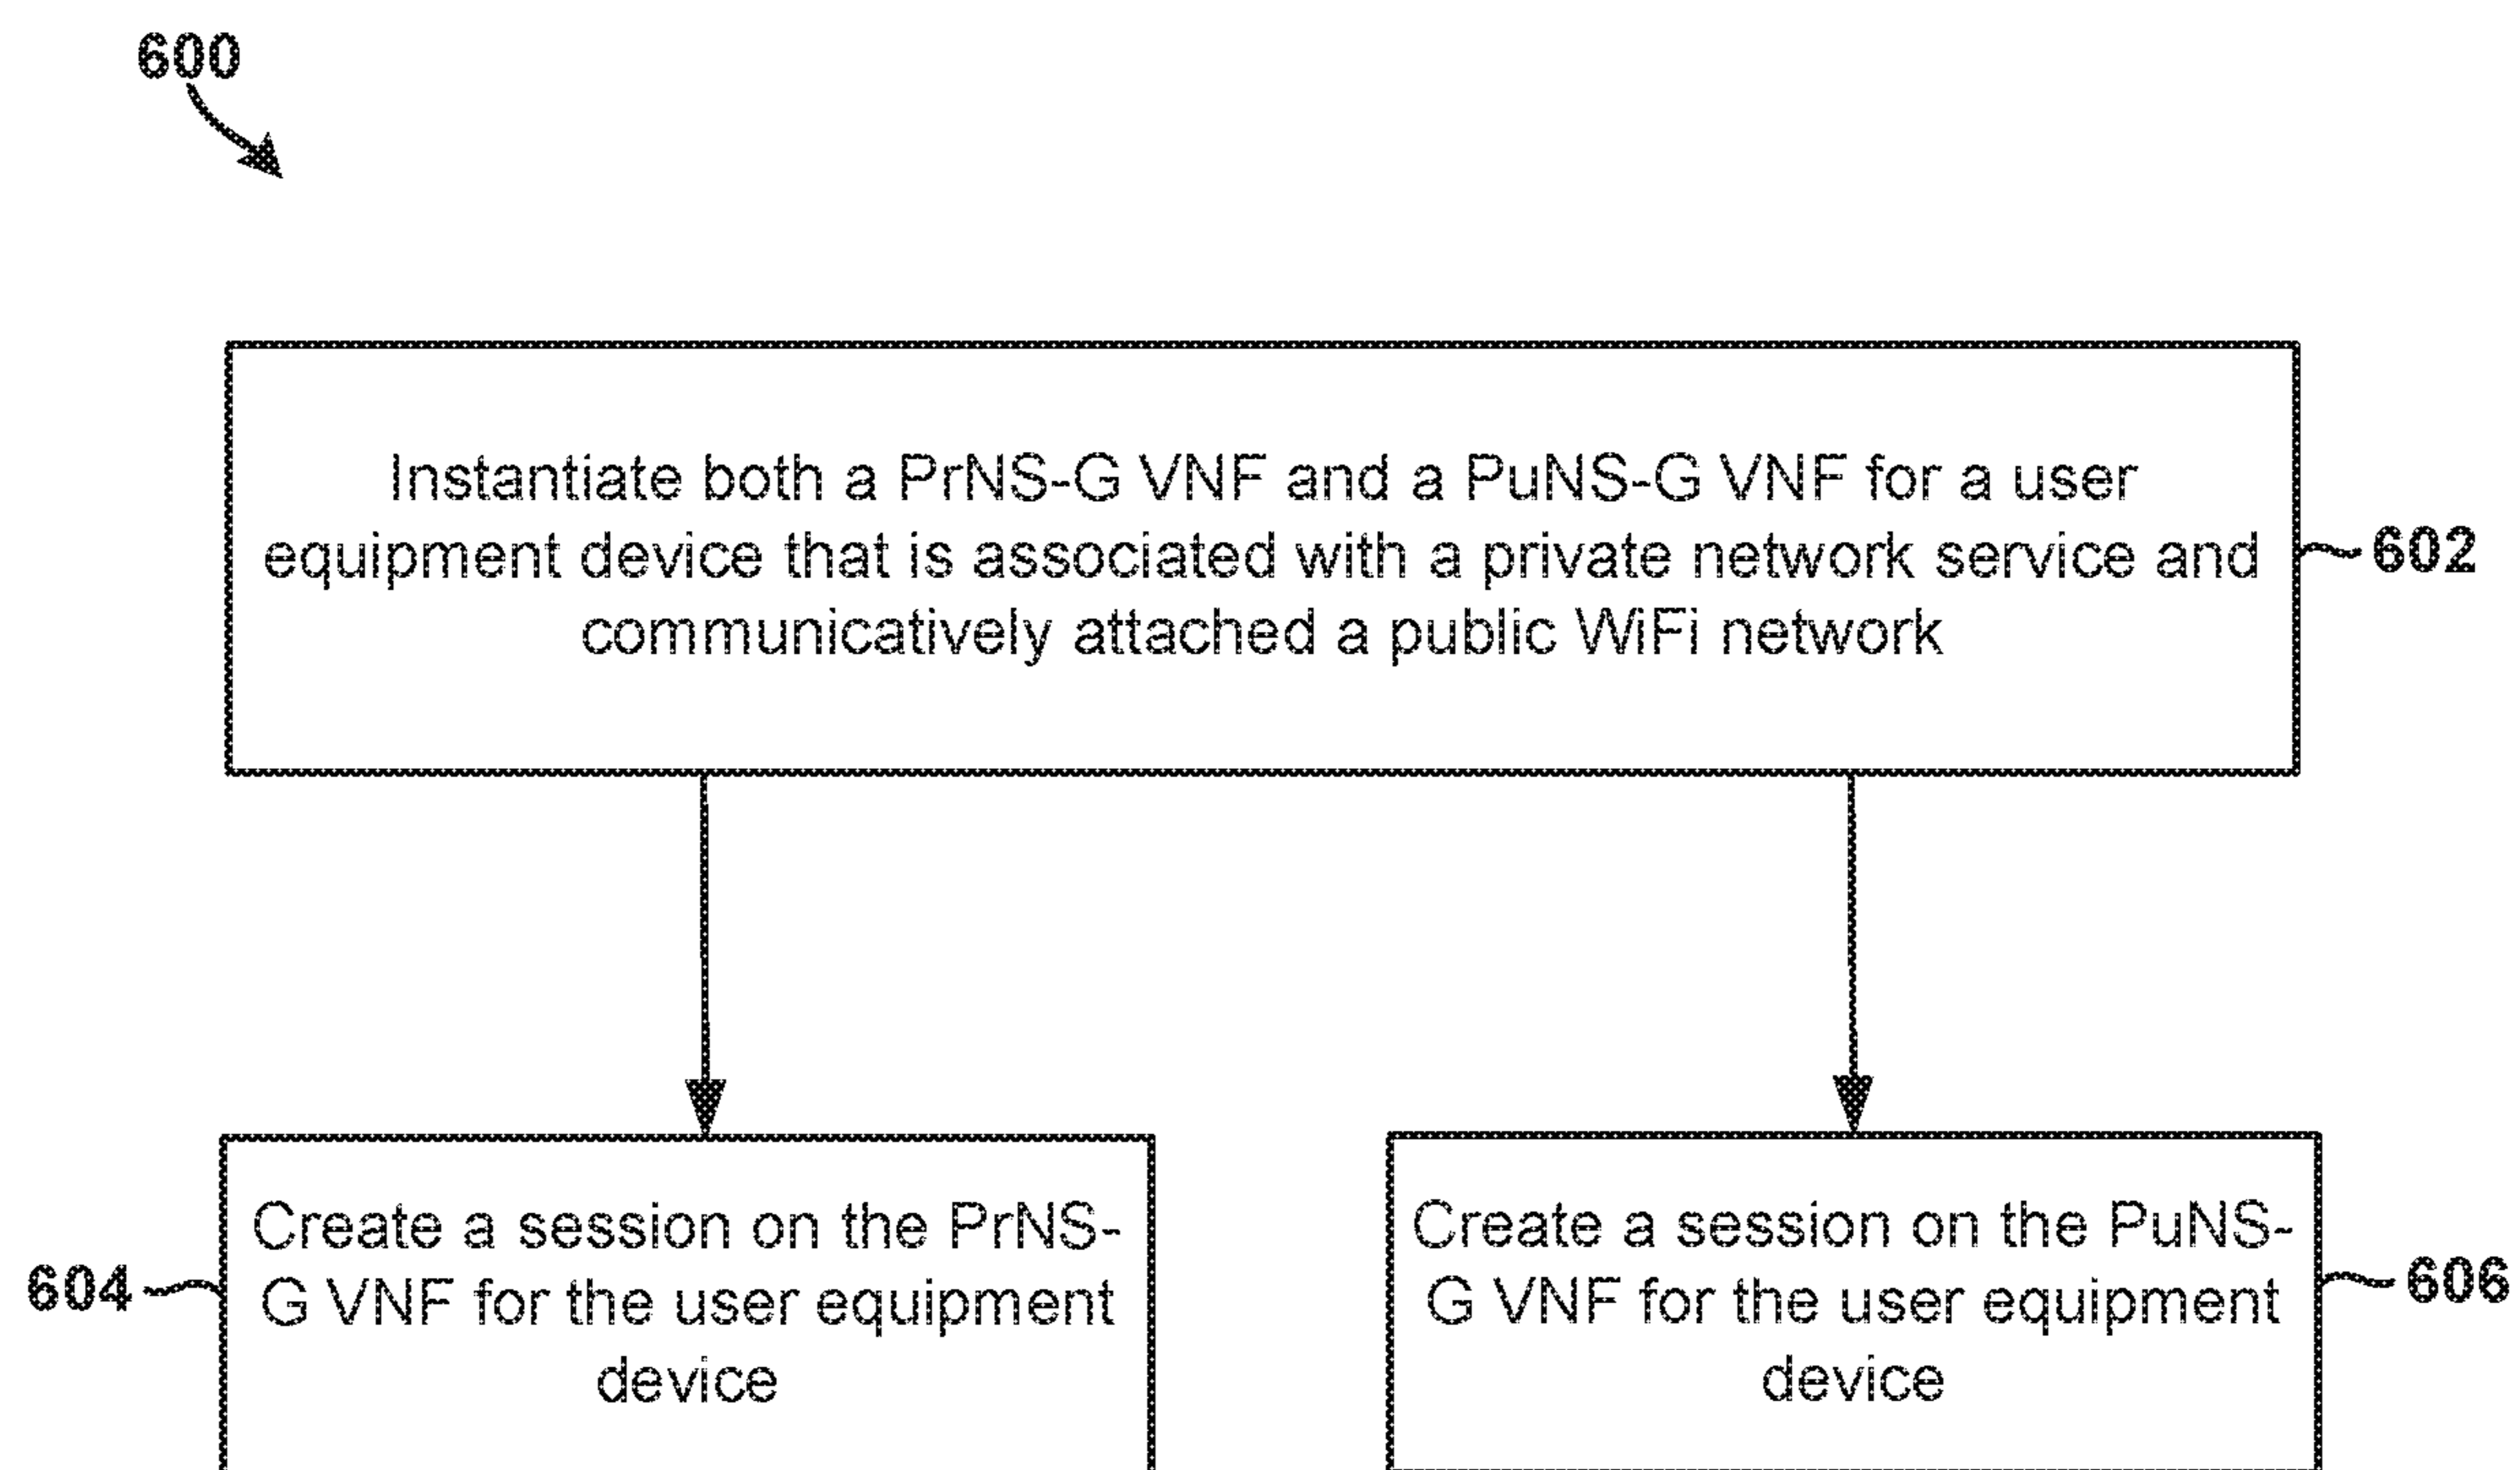 600
Instantiate both a PrNS-G VNF and a PuNS-G VNF for a user
equipment device that is associated with a private network service and
communicatively attached a public WiFi network
602
Create a session on the PrNS-
G VNF for the user equipment
device
604
Create a session on the PuNS-
G VNF for the user equipment
device
606